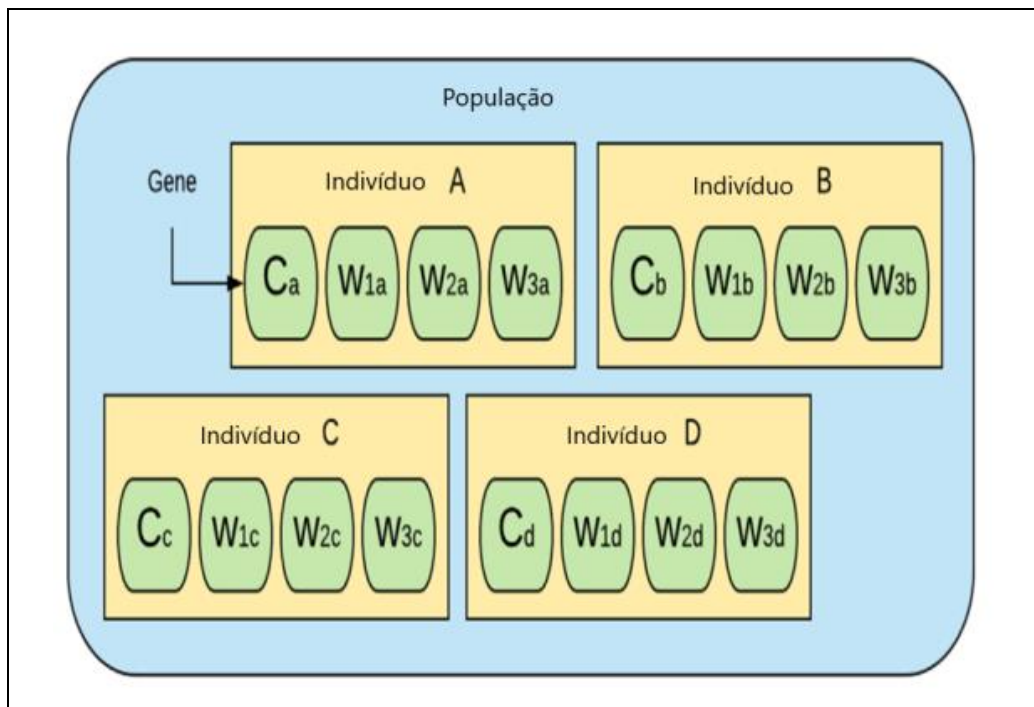 População
Gene
Indivíduo A
Indivíduo B
Ca W1a W2a W3a
Cb W1b W2b W3b
Indivíduo C
Indivíduo D
Cc W1c W2c W3c
Cd W1d W2d W3d